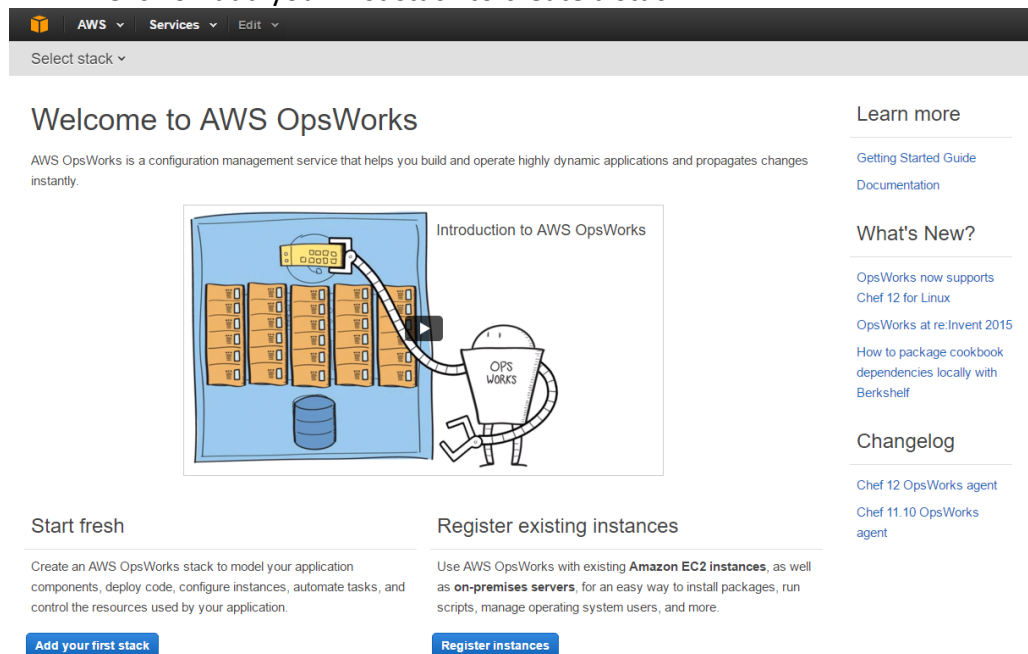 AWS Services Edit
Select stack
Welcome to AWS OpsWorks
AWS OpsWorks is a configuration management service that helps you build and operate highly dynamic applications and propagates changes
instantly.
Introduction to AWS OpsWorks
OPS
WORKS
Start fresh
Create an AWS OpsWorks stack to model your application
components, deploy code, configure instances, automate tasks, and
control the resources used by your application.
Add your first stack
Register existing instances
Use AWS OpsWorks with existing Amazon EC2 instances, as well
as on-premises servers, for an easy way to install packages, run
scripts, manage operating system users, and more.
Register instances
Learn more
Getting Started Guide
Documentation
What's New?
OpsWorks now supports
Chef 12 for Linux
OpsWorks at re:Invent 2015
How to package cookbook
dependencies locally with
Berkshelf
Changelog
Chef 12 OpsWorks agent
Chef 11.10 OpsWorks
agent